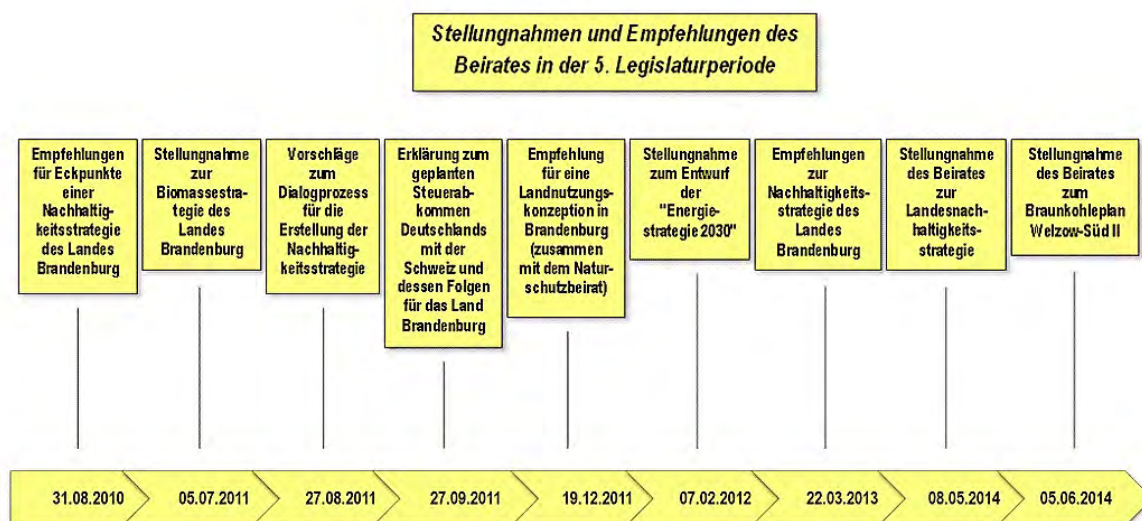 Stellungnahmen und Empfehlungen des
Beirates in der 5. Legislaturperiode
Empfehlungen
für Eckpunkte
einer
Nachhaltig-
keitsstrategie
des Landes
Brandenburg
Stellungnahme
zur
Biomassestra-
tegie des
Landes
Brandenburg
Vorschläge
zum
Dialogprozess
für die
Erstellung der
Nachhaltig-
keitsstrategie
Erklärung zum
geplanten
Steuerab-
kommen
Deutschlands
mit der
Schweiz und
dessen Folgen
für das Land
Brandenburg
Empfehlung
für eine
Landnutzungs-
konzeption in
Brandenburg
(zusammen
mit dem Natur-
schutzbeirat)
Stellungnahme
zum Entwurf
der
"Energie-
strategie 2030"
Empfehlungen
zur
Nachhaltigkeits-
strategie des
Landes
Brandenburg
Stellungnahme
des Beirates
zur
Landesnach-
haltigkeits-
strategie
Stellungnahme
des Beirates
zum
Braunkohleplan
Welzow-Süd II
31.08.2010
05.07.2011
27.08.2011
27.09.2011
19.12.2011
07.02.2012
22.03.2013
08.05.2014
05.06.2014